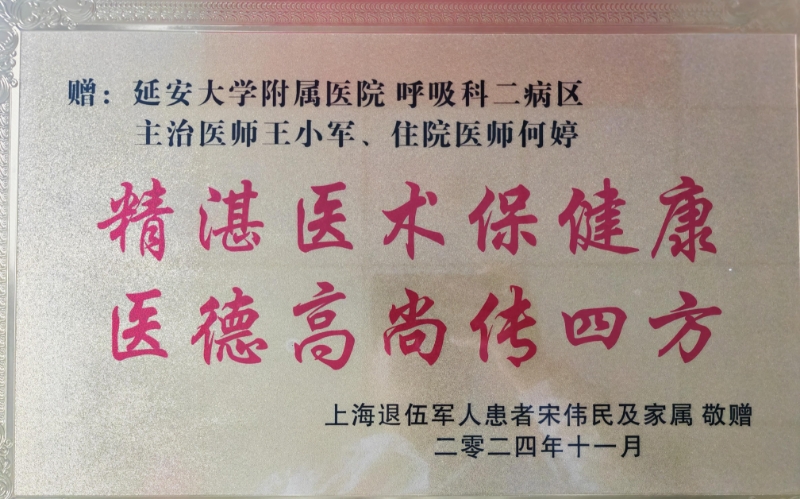 赠：延安大学附属医院 呼吸科二病区
主治医师王小军、住院医师何婷
精湛医术保健康
医德高尚传四方
上海退伍军人患者宋伟民及家属 敬赠
二零二四年十一月